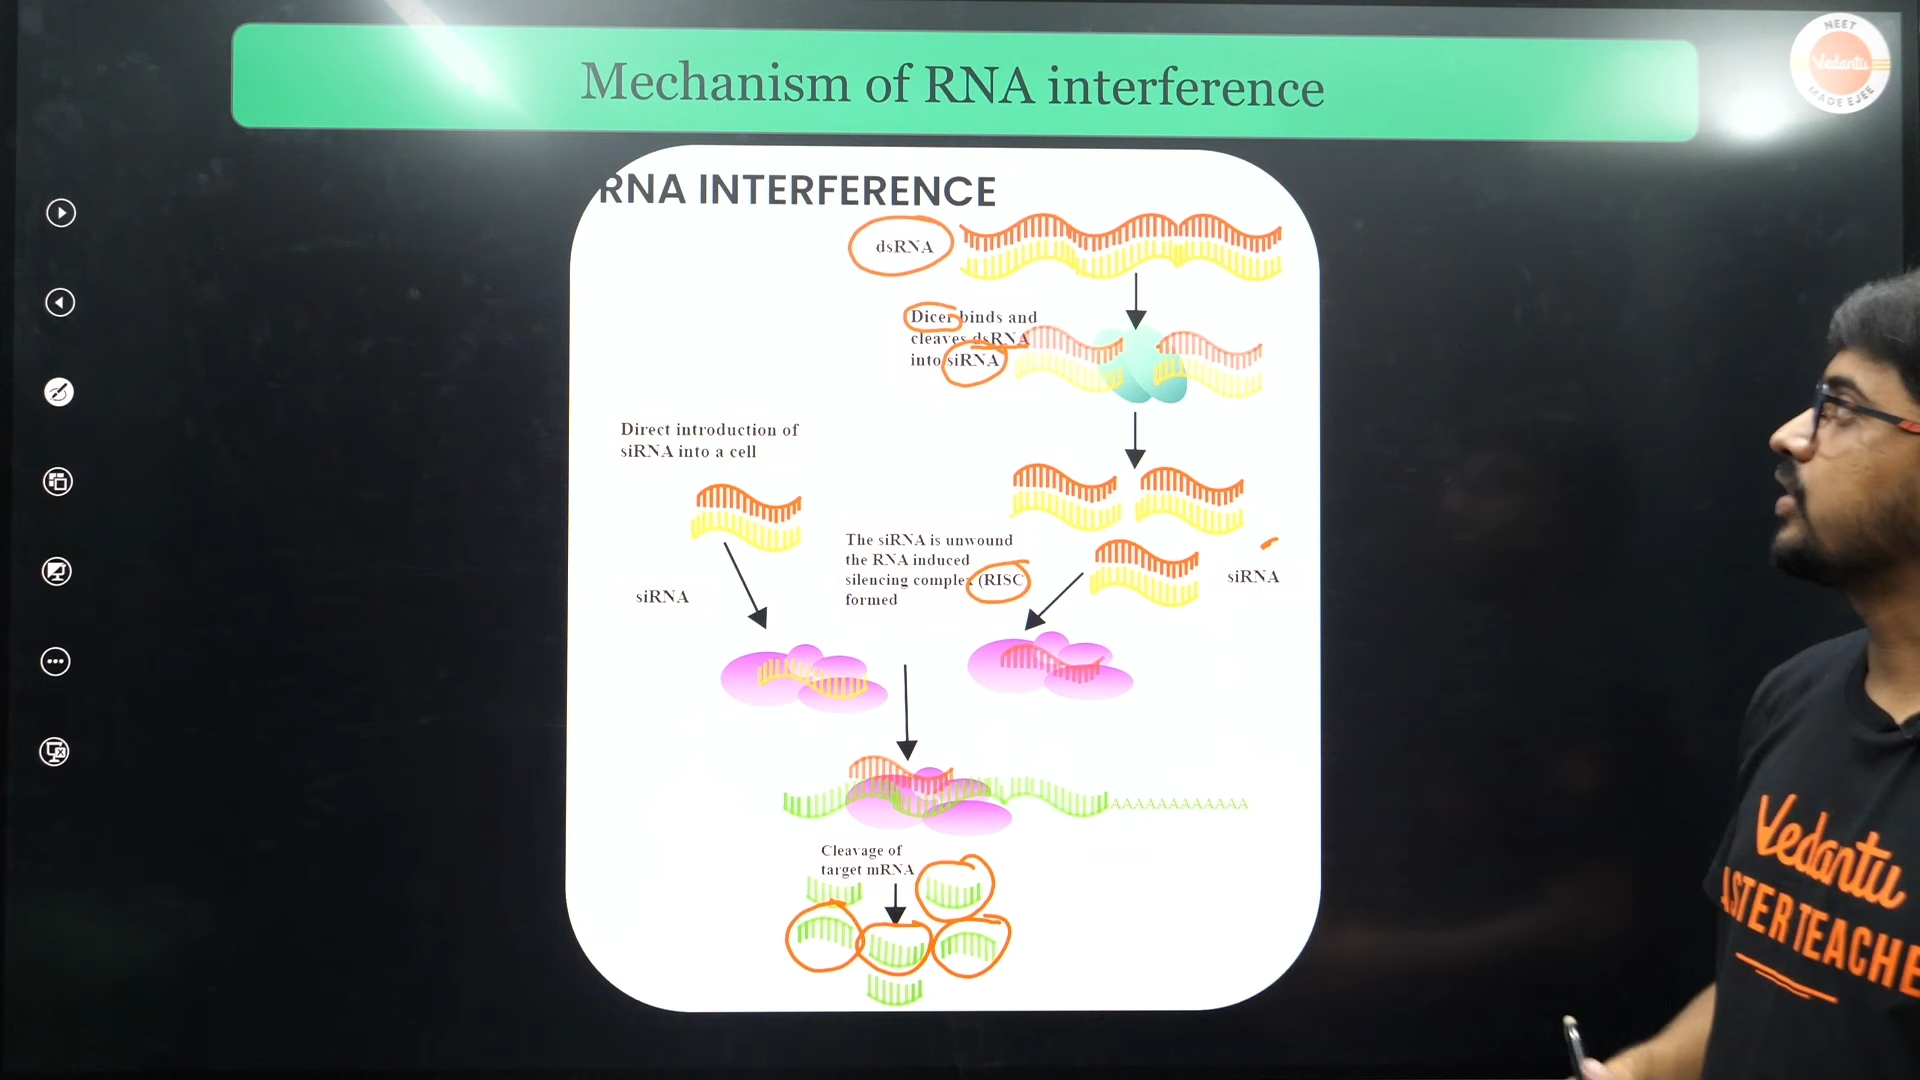 Mechanism of RNA interference
NEET
Vedantu
MADE EJEE
RNA INTERFERENCE
dsRNA
Dicer binds and
cleaves dsRNA
into siRNA
Direct introduction of
siRNA into a cell
The siRNA is unwound
the RNA induced
silencing complex (RISC
formed
siRNA
siRNA
AAAAAAAAAAAA
Cleavage of
target mRNA
Vedantu
ASTER TEACHE